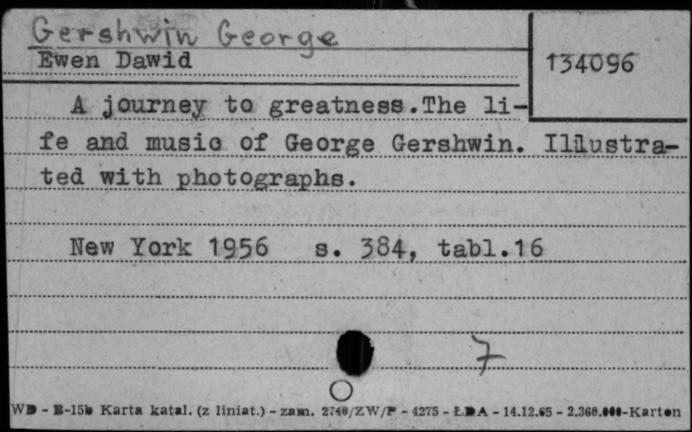 Gershwin George
Ewen Dawid
134096
A journey to greatness.The li-
fe and music of George Gershwin. Illustra-
ted with photographs.
New York 1956 s. 384, tabl.16
7
WD - E-15b Karta katal. (z liniat.) - zam. 2748/ZW/P - 4275 - ŁDA - 14.12.65 - 2.368.000-Karton